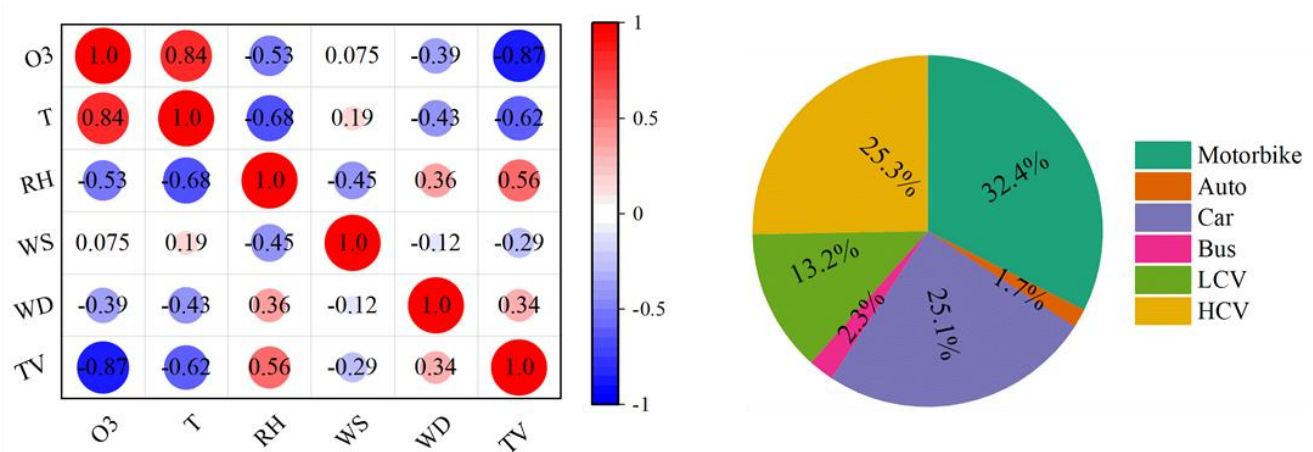 O3 1.0 0.84 -0.53 0.075 -0.39 -0.87
T 0.84 1.0 -0.68 0.19 -0.43 -0.62
RH -0.53 -0.68 1.0 -0.45 0.36 0.56
WS 0.075 0.19 -0.45 1.0 -0.12 -0.29
WD -0.39 -0.43 0.36 -0.12 1.0 0.34
TV -0.87 -0.62 0.56 -0.29 0.34 1.0
O3 T RH WS WD TV
1
0.5
0
-0.5
-1
32.4%
1.7%
25.1%
2.3%
13.2%
25.3%
Motorbike
Auto
Car
Bus
LCV
HCV